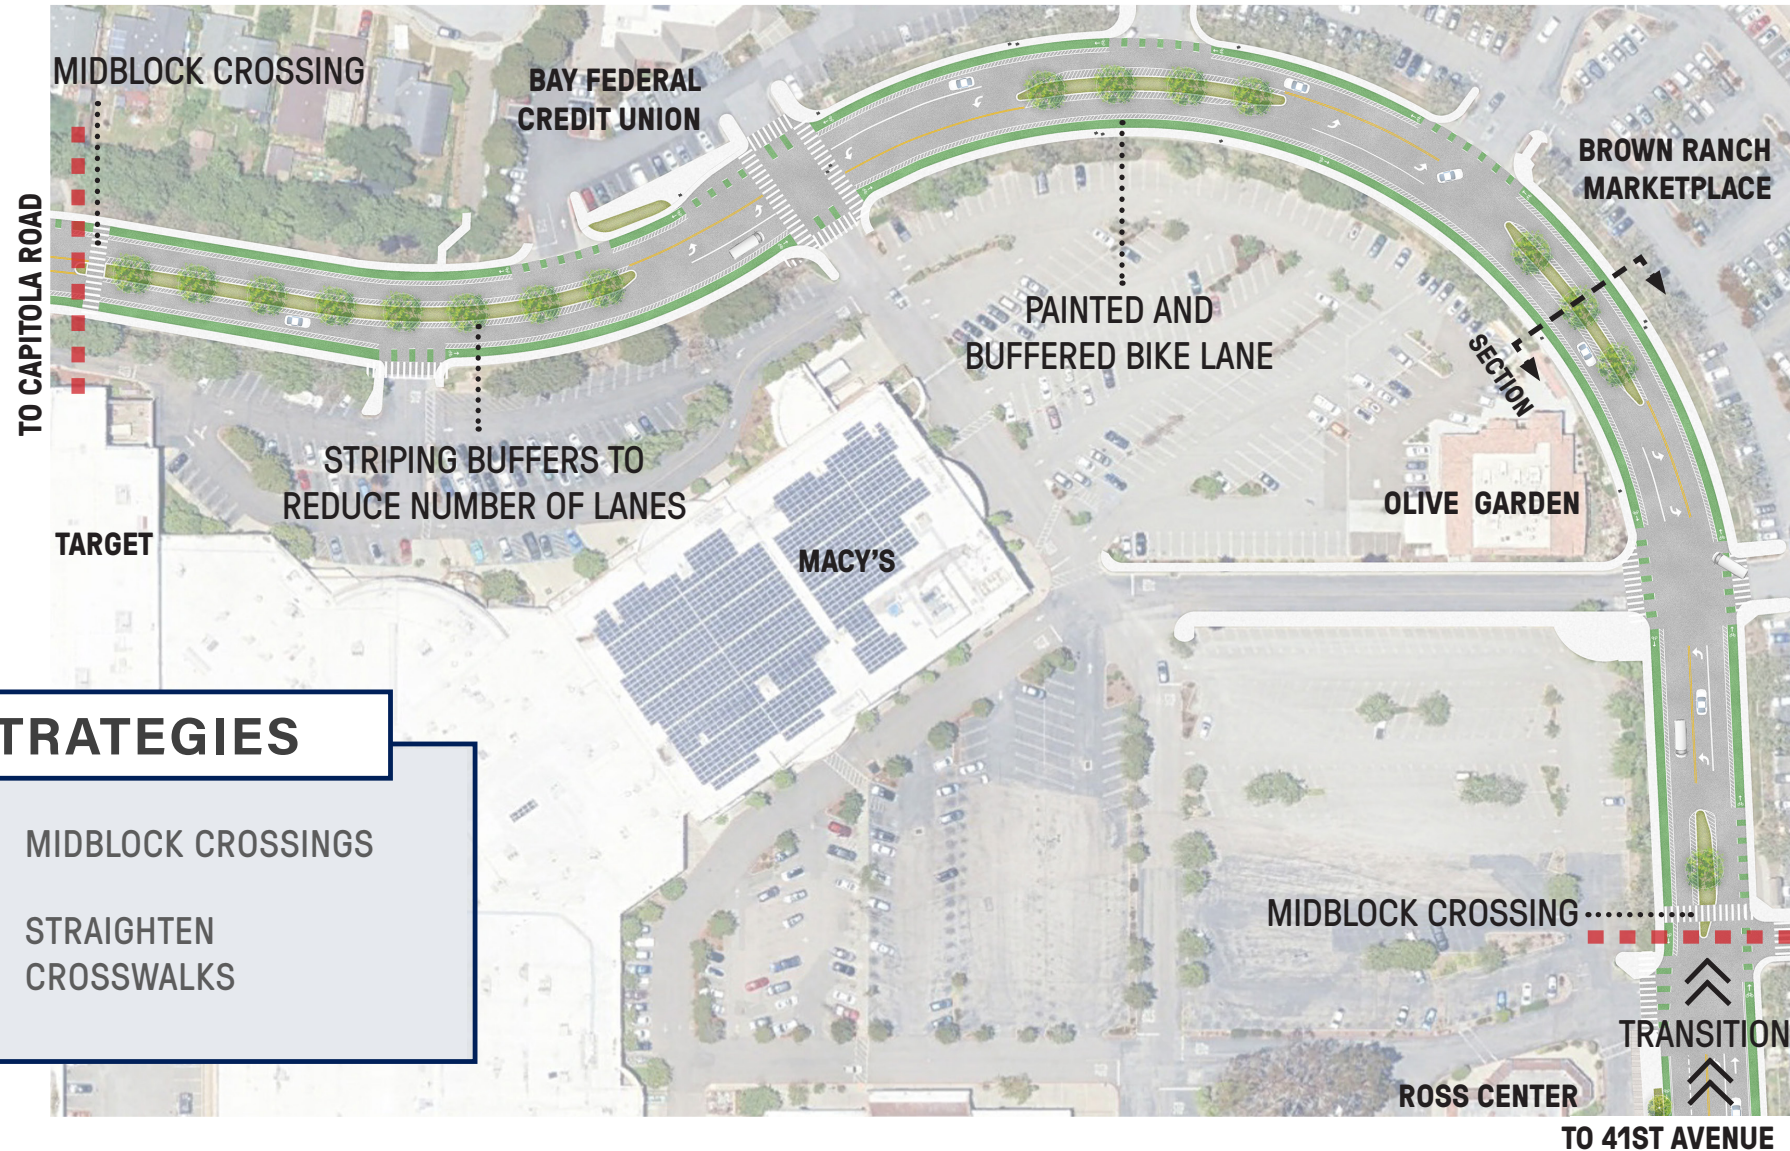 MIDBLOCK CROSSING
BAY FEDERAL
CREDIT UNION
BROWN RANCH
MARKETPLACE
TO CAPITOLA ROAD
PAINTED AND
BUFFERED BIKE LANE
SECTION
STRIPING BUFFERS TO
REDUCE NUMBER OF LANES
OLIVE GARDEN
TARGET
MACY'S
TRATEGIES
MIDBLOCK CROSSINGS
STRAIGHTEN
CROSSWALKS
MIDBLOCK CROSSING
TRANSITION
ROSS CENTER
TO 41ST AVENUE